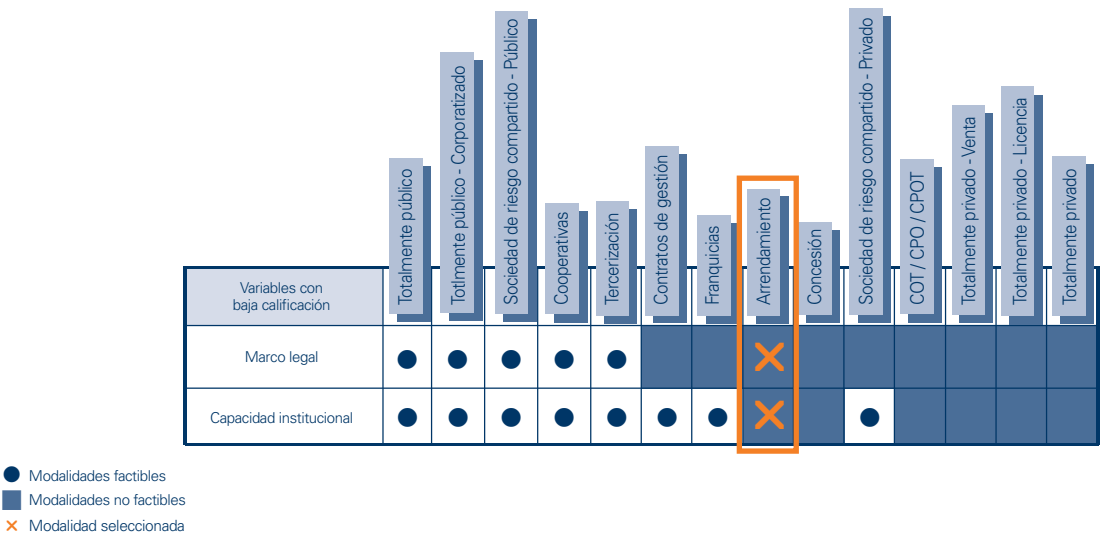 Totalmente público
Totlmente público - Corporatizado
Sociedad de riesgo compartido - Público
Cooperativas
Tercerización
Contratos de gestión
Franquicias
Arrendamiento
Concesión
Sociedad de riesgo compartido - Privado
COT / CPO / CPOT
Totalmente privado - Venta
Totalmente privado - Licencia
Totalmente privado
Variables con
baja calificación
Marco legal
Capacidad institucional
Modalidades factibles
Modalidades no factibles
Modalidad seleccionada